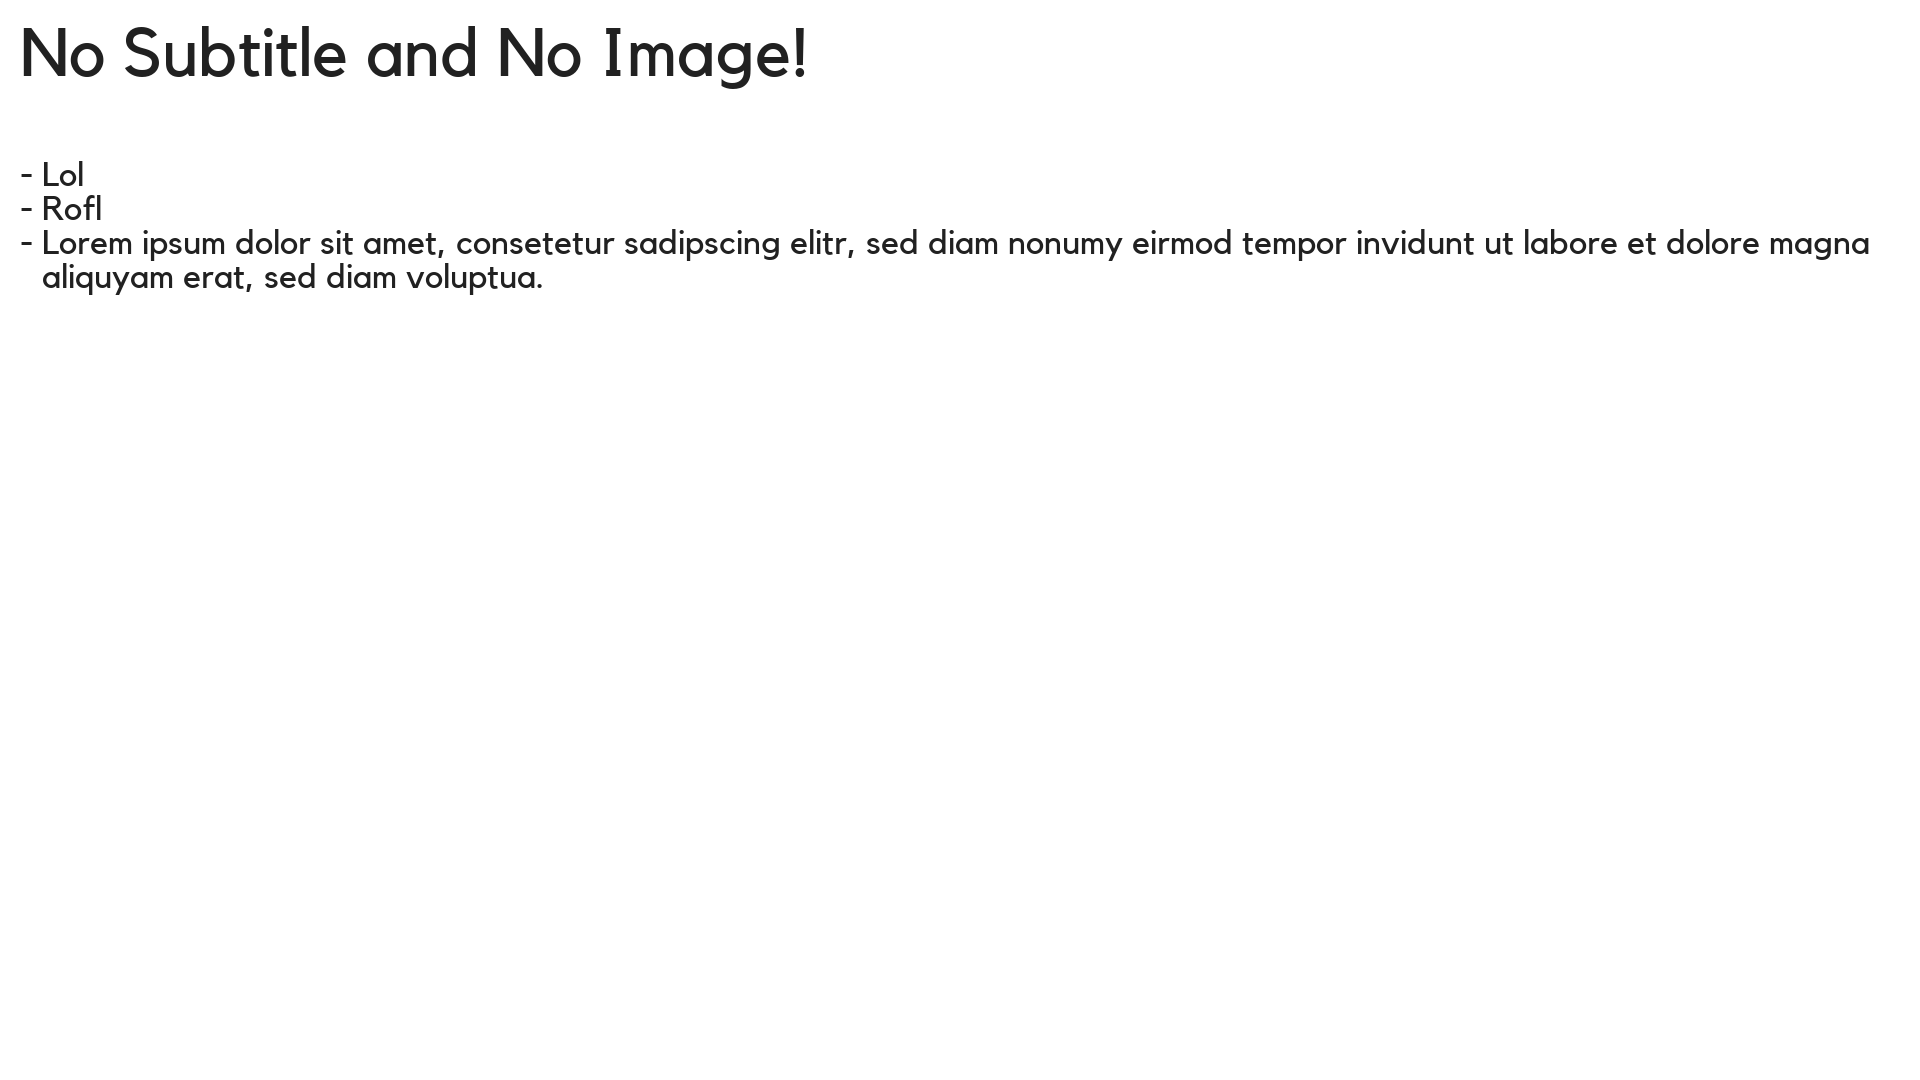 No Subtitle and No Image!
- Lol
- Rofl
- Lorem ipsum dolor sit amet, consetetur sadipscing elitr, sed diam nonumy eirmod tempor invidunt ut labore et dolore magna
aliquyam erat, sed diam voluptua.